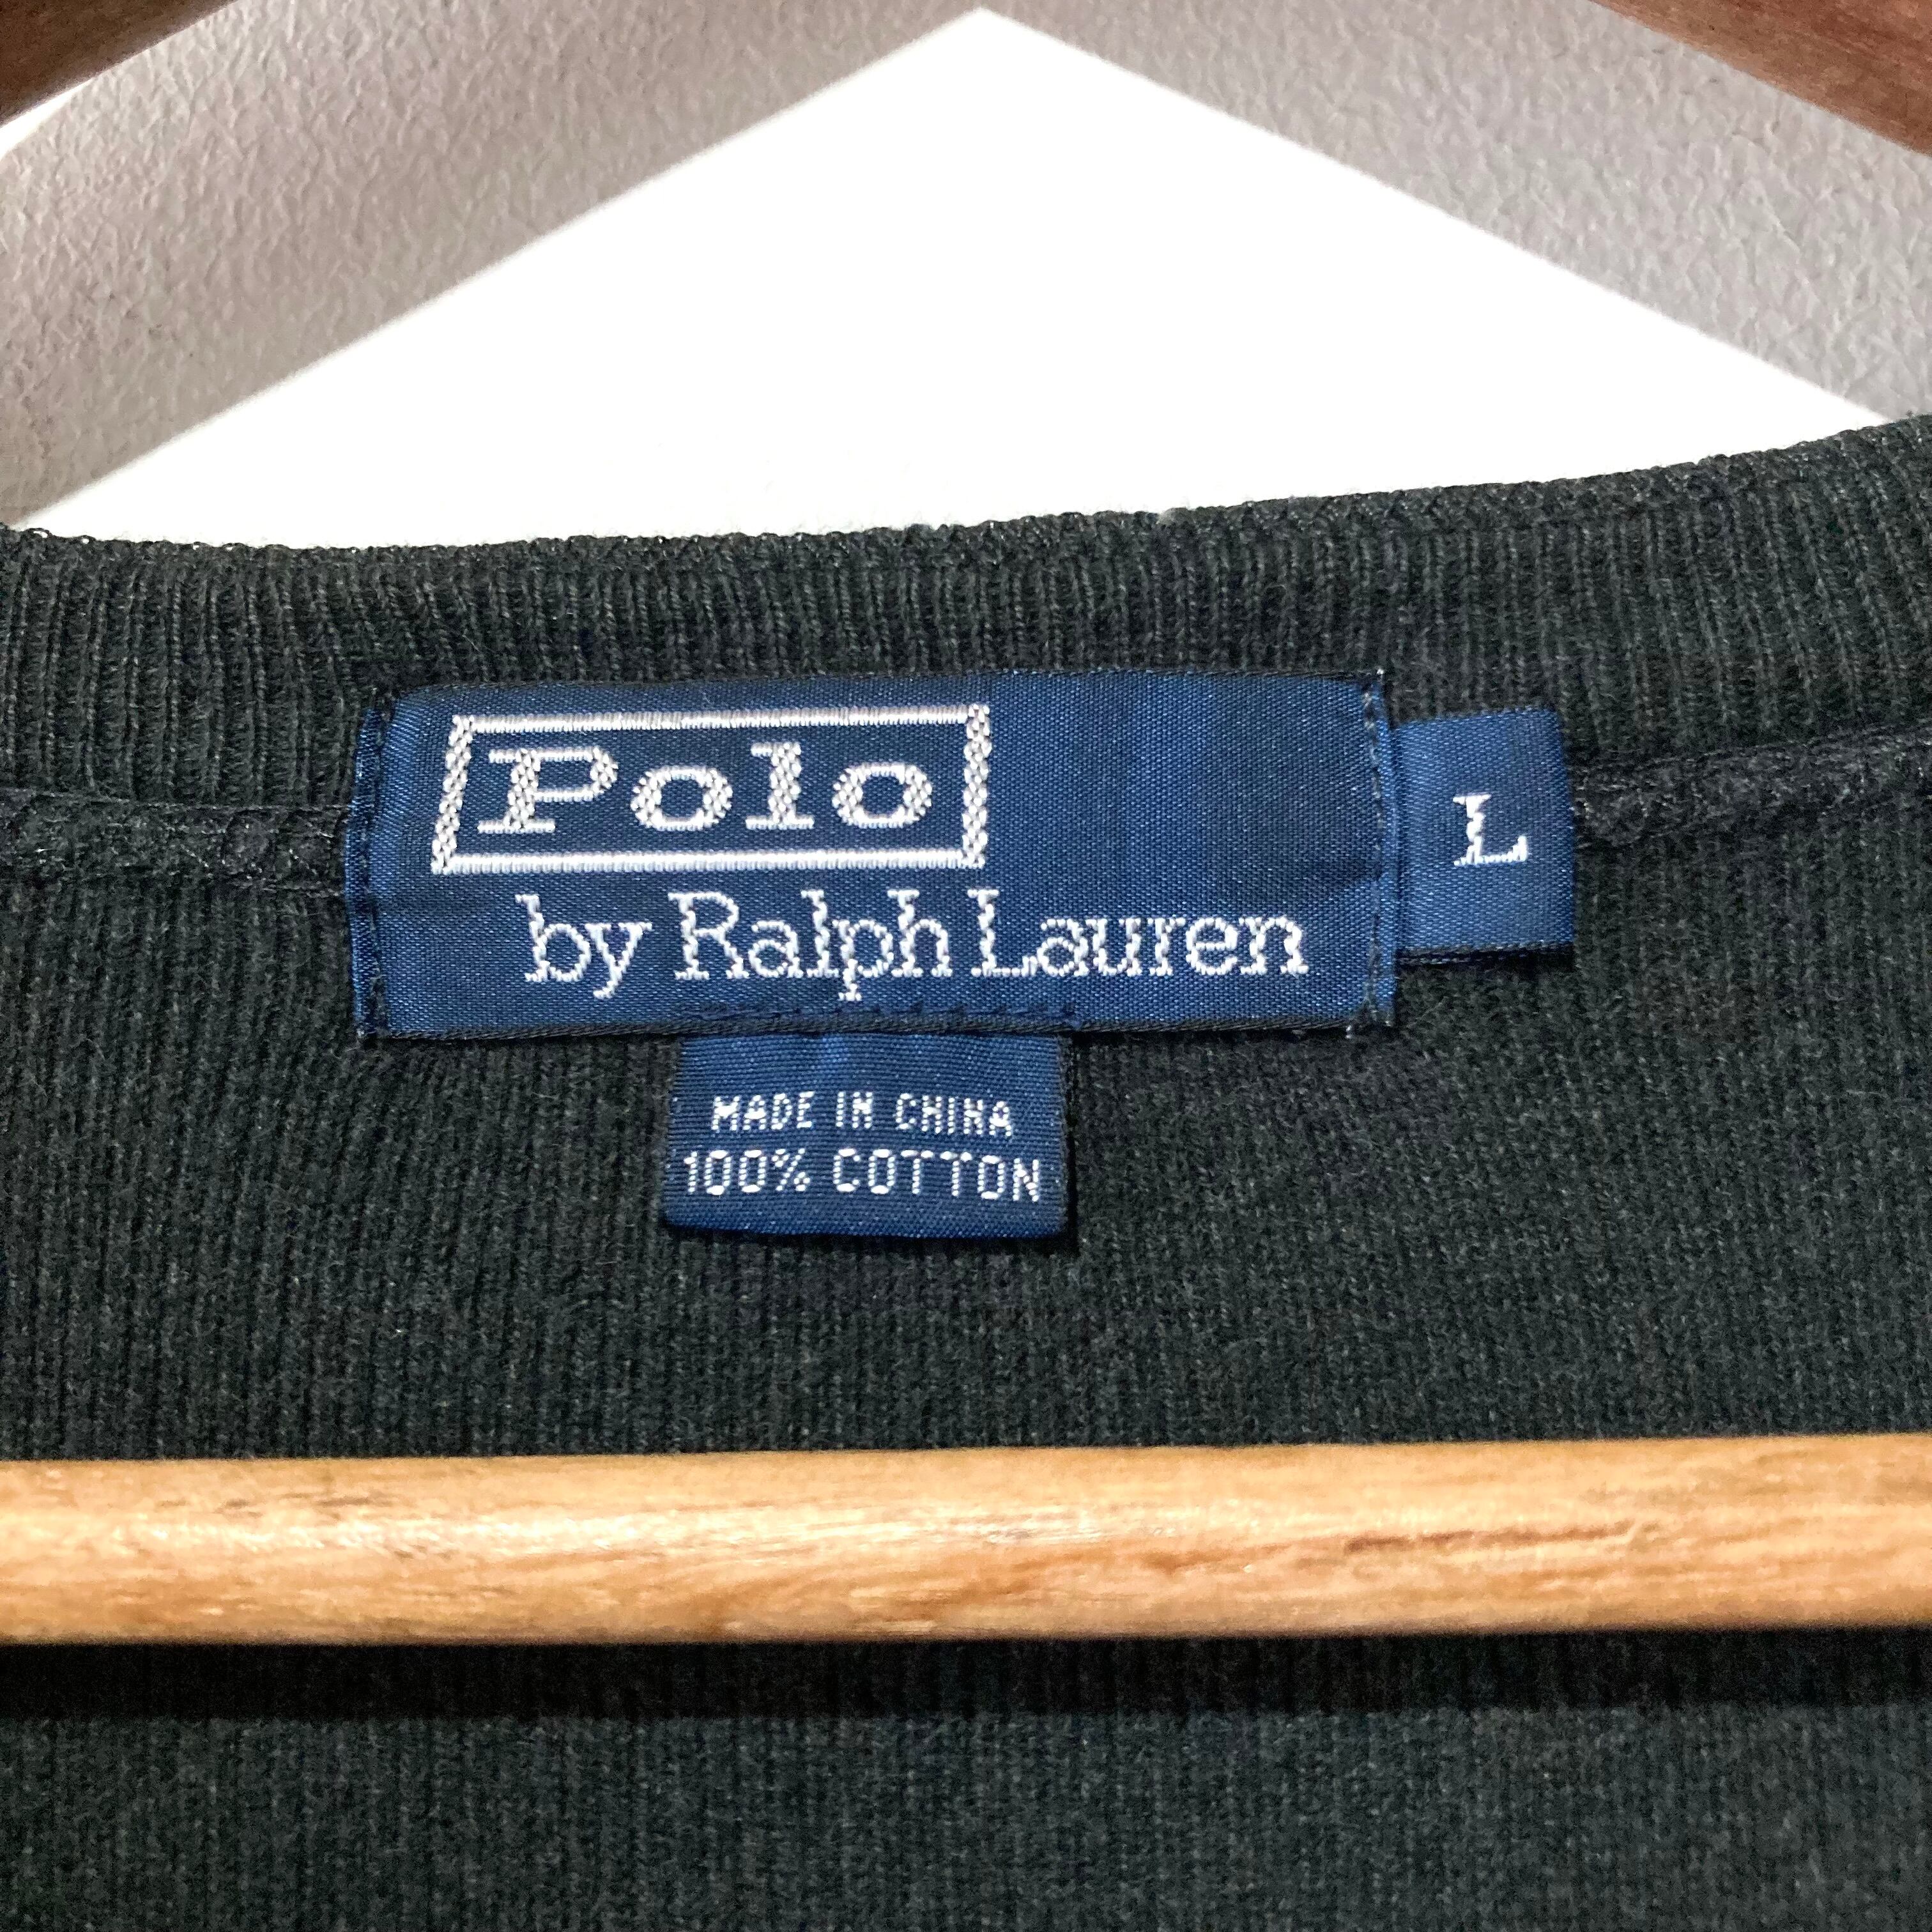 Polo
by Ralph Lauren
L
MADE IN CHINA
100% COTTON